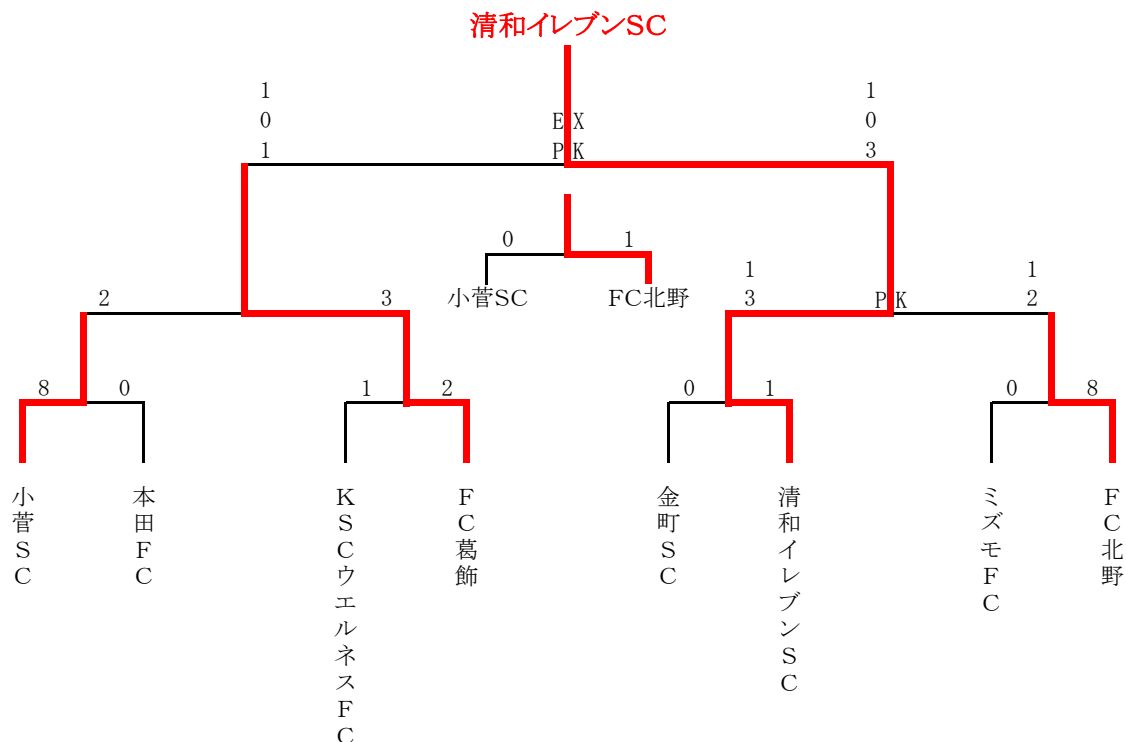 清和イレブンSC
1 1
0 EX 0
1 PK 3
0 1
小菅SC FC北野
1 1
2 3 3 PK 2
8 0 1 2 0 1 0 8
小菅SC
本田FC
KSCウエルネスFC
FC葛飾
金町SC
清和イレブンSC
ミズモFC
FC北野